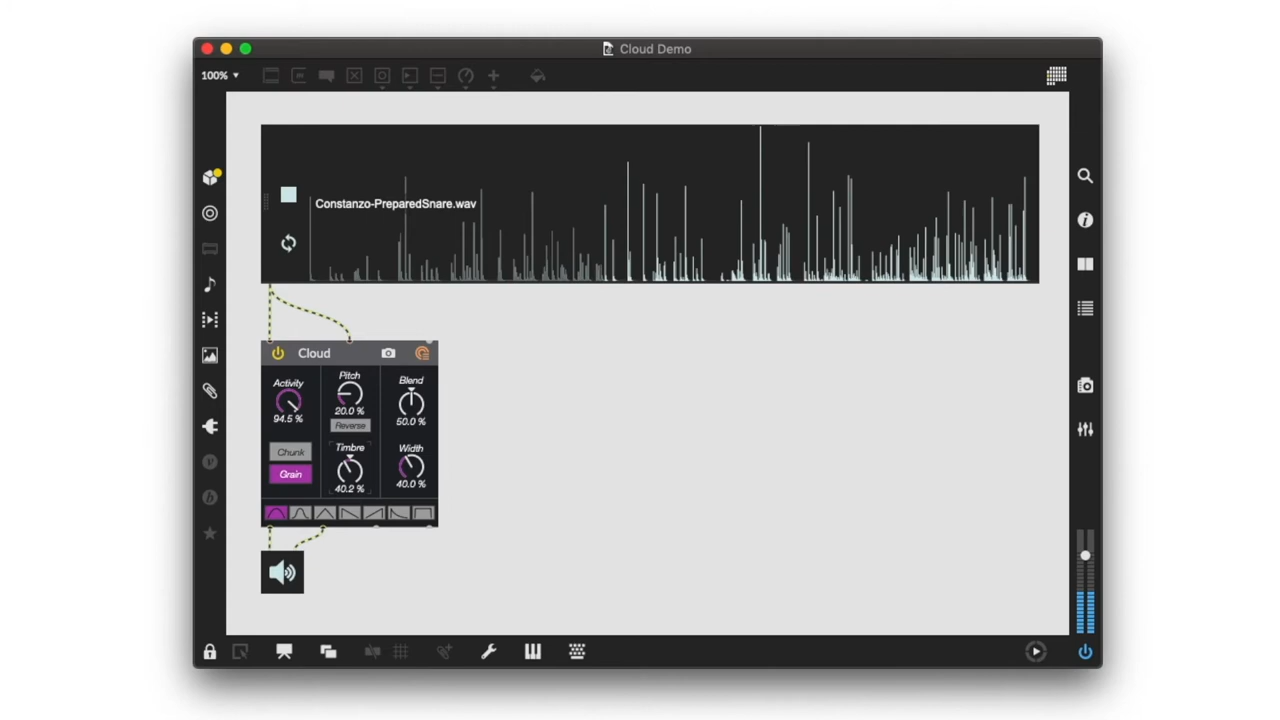 Cloud Demo
100%
Constanzo-PreparedSnare.wav
Cloud
Activity
94.5 %
Pitch
20.0 %
Reverse
Blend
50.0 %
Chunk
Grain
Timbre
40.2 %
Width
40.0 %